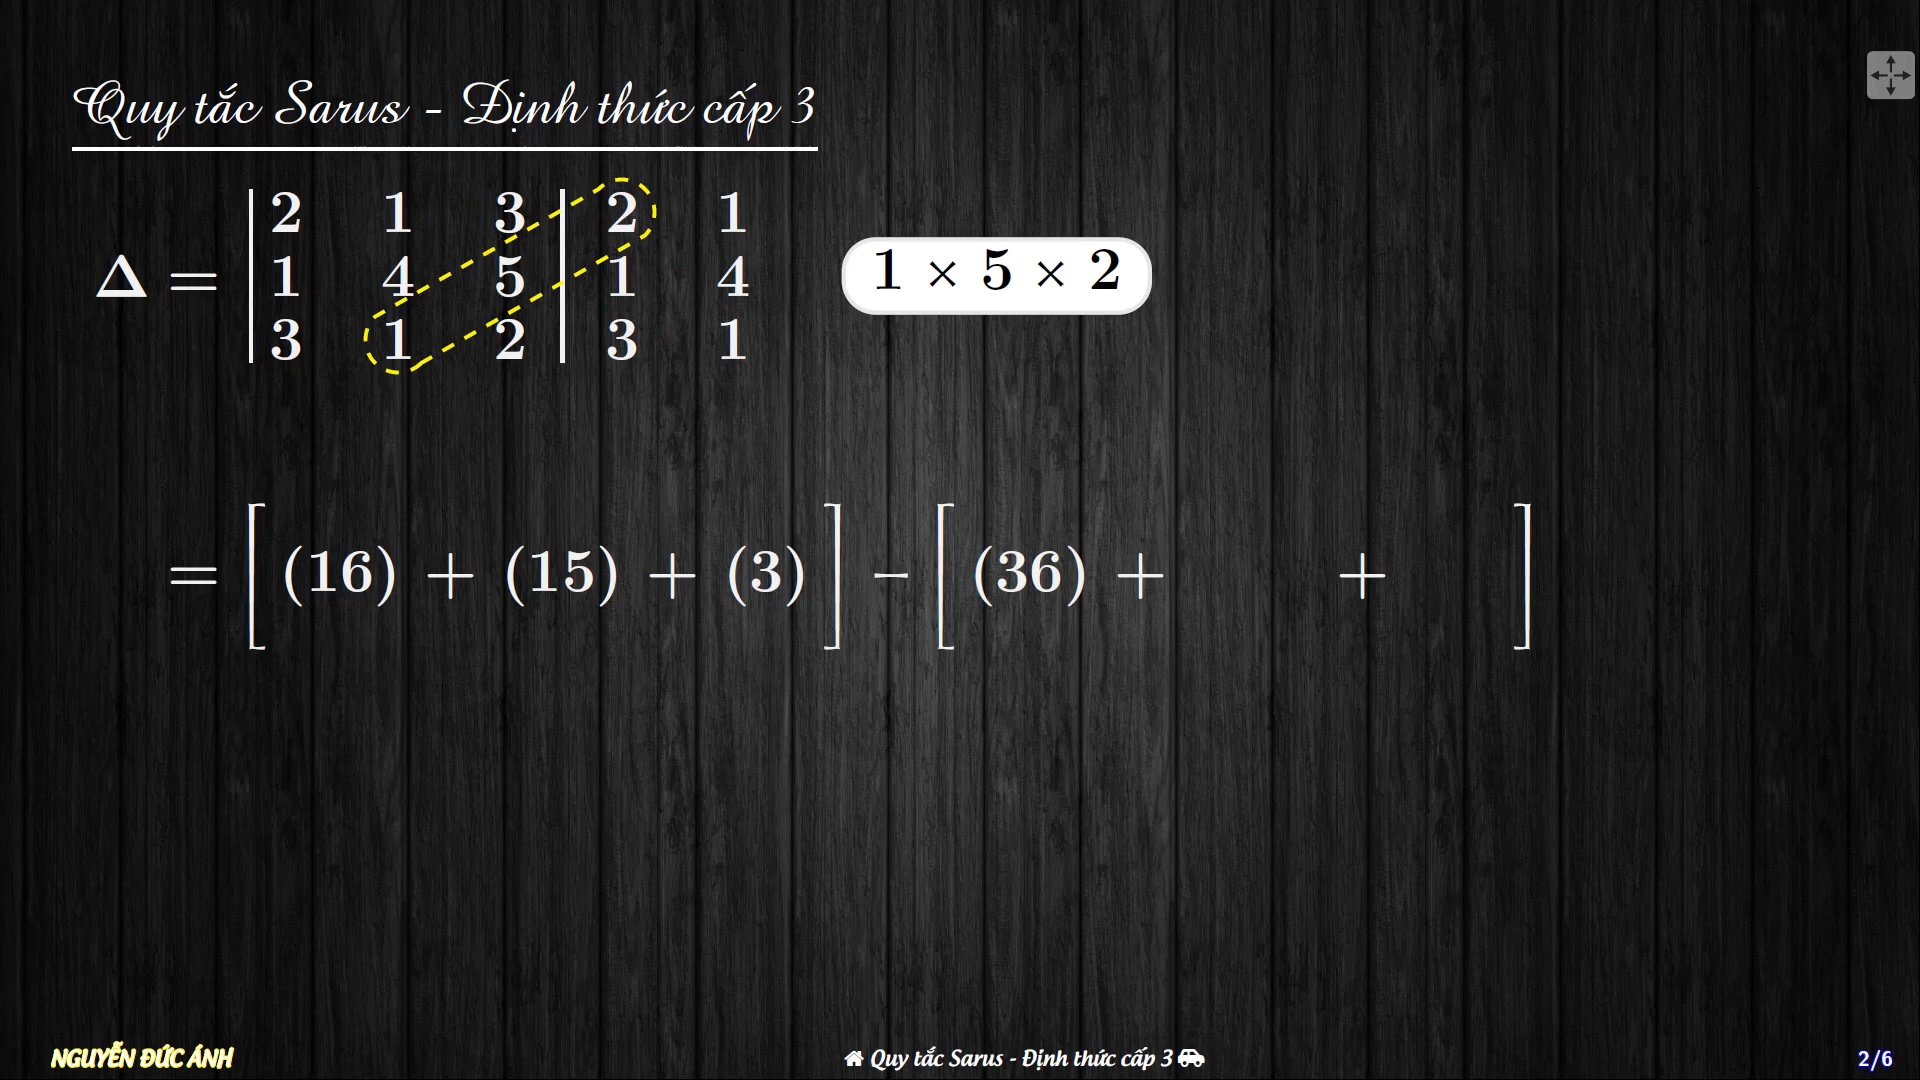 Quy tắc Sarus - Định thức cấp 3
2 1 3 2 1
Δ = 1 4 5 1 4
3 1 2 3 1
1 × 5 × 2
= [ (16) + (15) + (3) ] − [ (36) + + ]
NGUYỄN ĐỨC ÁNH
Quy tắc Sarus - Định thức cấp 3
2/6